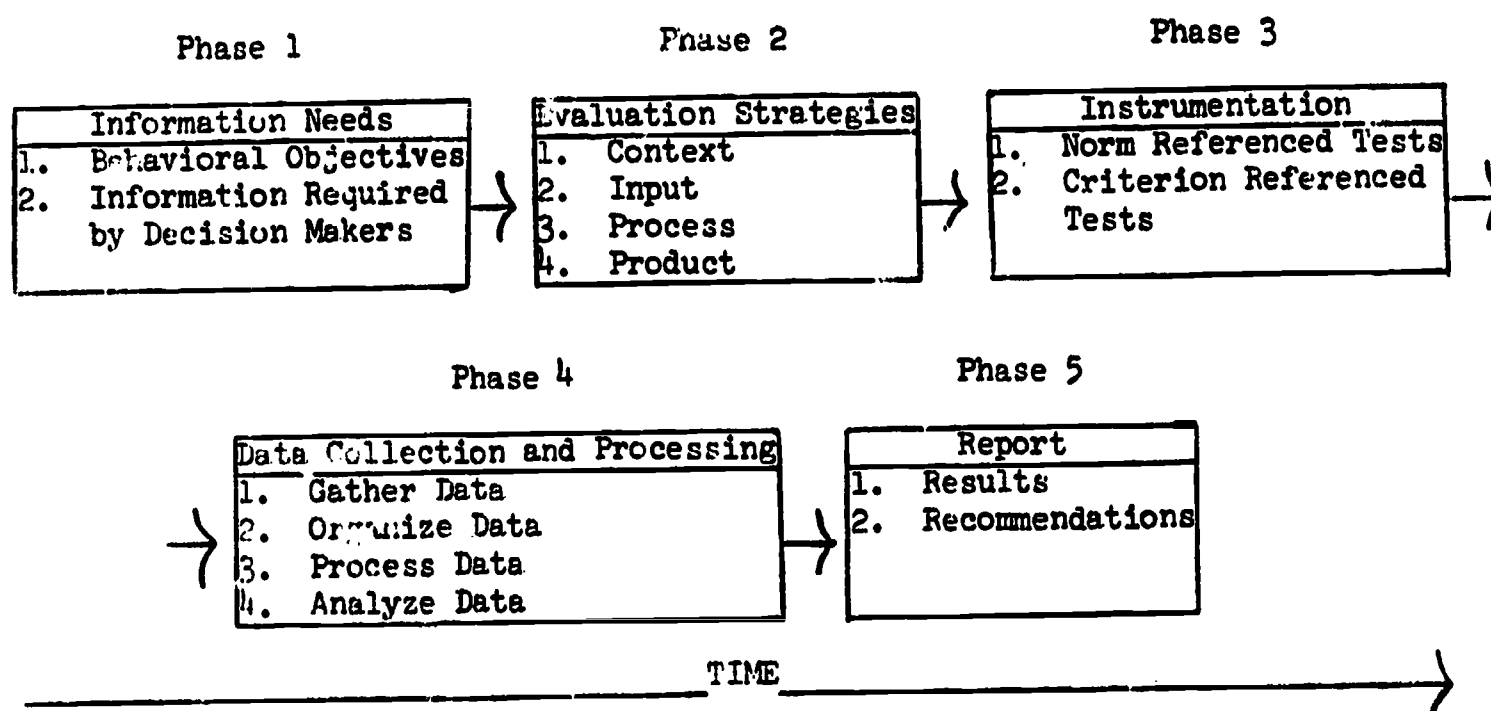 Phase 1
Phase 2
Phase 3
Information Needs
1. Behavioral Objectives
2. Information Required
by Decision Makers
Evaluation Strategies
1. Context
2. Input
3. Process
4. Product
Instrumentation
1. Norm Referenced Tests
2. Criterion Referenced
Tests
Phase 4
Phase 5
Data Collection and Processing
1. Gather Data
2. Organize Data
3. Process Data
4. Analyze Data
Report
1. Results
2. Recommendations
TIME